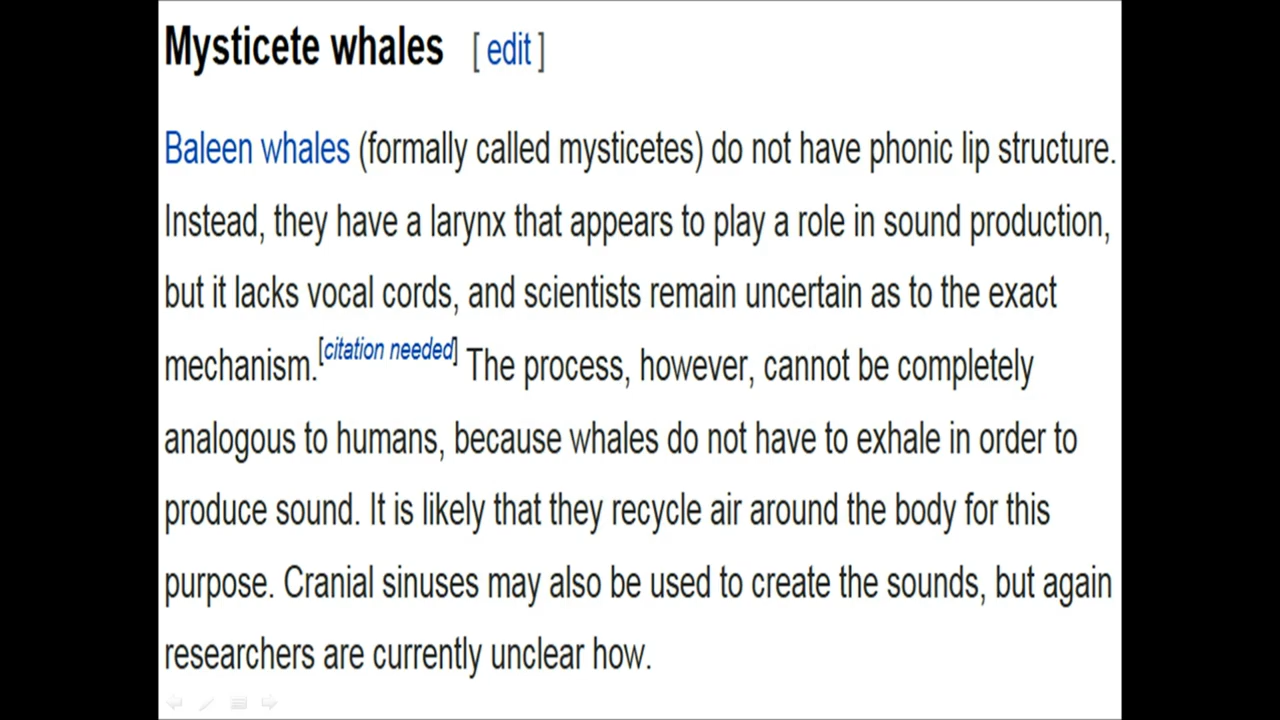 Mysticete whales [ edit ]
Baleen whales (formally called mysticetes) do not have phonic lip structure.
Instead, they have a larynx that appears to play a role in sound production,
but it lacks vocal cords, and scientists remain uncertain as to the exact
mechanism.[citation needed] The process, however, cannot be completely
analogous to humans, because whales do not have to exhale in order to
produce sound. It is likely that they recycle air around the body for this
purpose. Cranial sinuses may also be used to create the sounds, but again
researchers are currently unclear how.